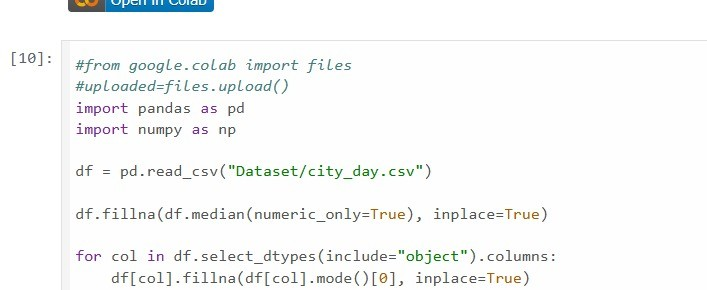 Open in Colab
[10]:
#from google.colab import files
#uploaded=files.upload()
import pandas as pd
import numpy as np
df = pd.read_csv("Dataset/city_day.csv")
df.fillna(df.median(numeric_only=True), inplace=True)
for col in df.select_dtypes(include="object").columns:
    df[col].fillna(df[col].mode()[0], inplace=True)